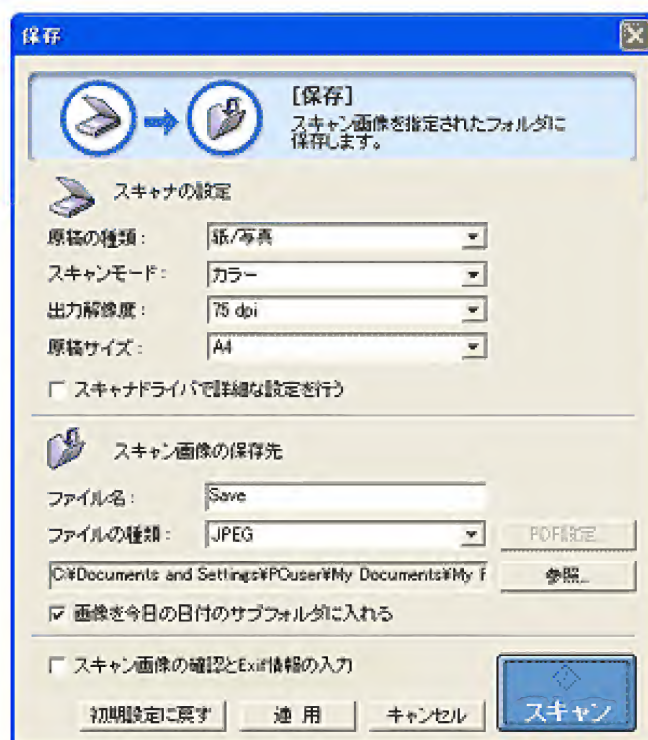 保存
[保存]
スキャン画像を指定されたフォルダに
保存します。
スキャナの設定
原稿の種類： 紙/写真
スキャンモード： カラー
出力解像度： 75 dpi
原稿サイズ： A4
スキャナドライバで詳細な設定を行う
スキャン画像の保存先
ファイル名： Save
ファイルの種類： JPEG PDF設定...
C:¥Documents and Settings¥PCuser¥My Documents¥My P 参照...
画像を今日の日付のサブフォルダに入れる
スキャン画像の確認とExif情報の入力
初期設定に戻す 適用 キャンセル スキャン